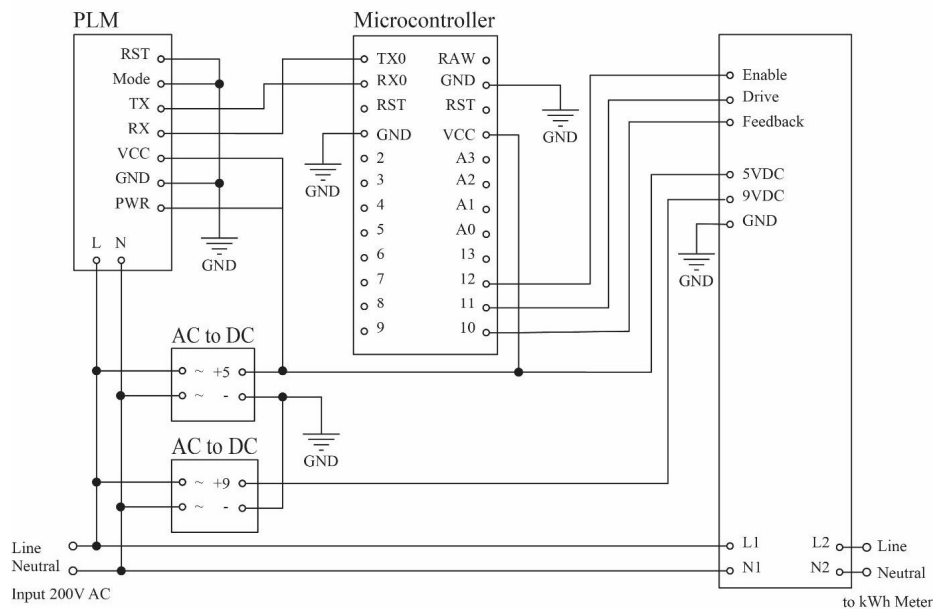 PLM
RST
Mode
TX
RX
VCC
GND
PWR
L N
GND
Microcontroller
TX0 RAW
RX0 GND
RST RST
GND VCC
2 A3
3 A2
4 A1
5 A0
6 13
7 12
8 11
9 10
GND
GND
Enable
Drive
Feedback
5VDC
9VDC
GND
GND
AC to DC
~ +5
~ -
GND
AC to DC
~ +9
~ -
Line
Neutral
Input 200V AC
L1 L2 Line
N1 N2 Neutral
to kWh Meter